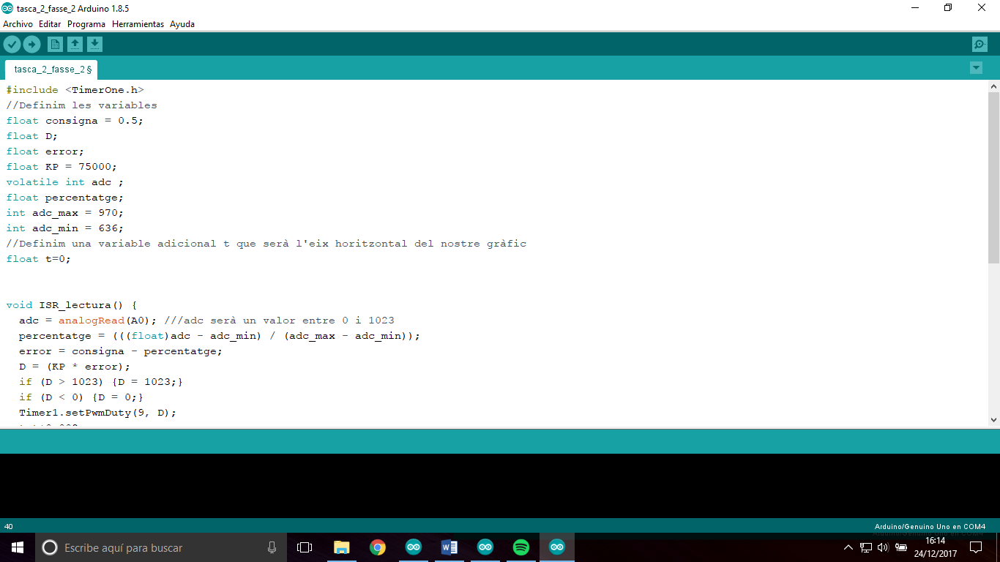 tasca_2_fasse_2 Arduino 1.8.5
Archivo Editar Programa Herramientas Ayuda
tasca_2_fasse_2 §
#include <TimerOne.h>
//Definim les variables
float consigna = 0.5;
float D;
float error;
float KP = 75000;
volatile int adc ;
float percentatge;
int adc_max = 970;
int adc_min = 636;
//Definim una variable adicional t que serà l'eix horitzontal del nostre gràfic
float t=0;
void ISR_lectura() {
adc = analogRead(A0); ///adc serà un valor entre 0 i 1023
percentatge = (((float)adc - adc_min) / (adc_max - adc_min));
error = consigna - percentatge;
D = (KP * error);
if (D > 1023) {D = 1023;}
if (D < 0) {D = 0;}
Timer1.setPwmDuty(9, D);
40
Arduino/Genuino Uno en COM4
Escribe aquí para buscar
16:14
24/12/2017